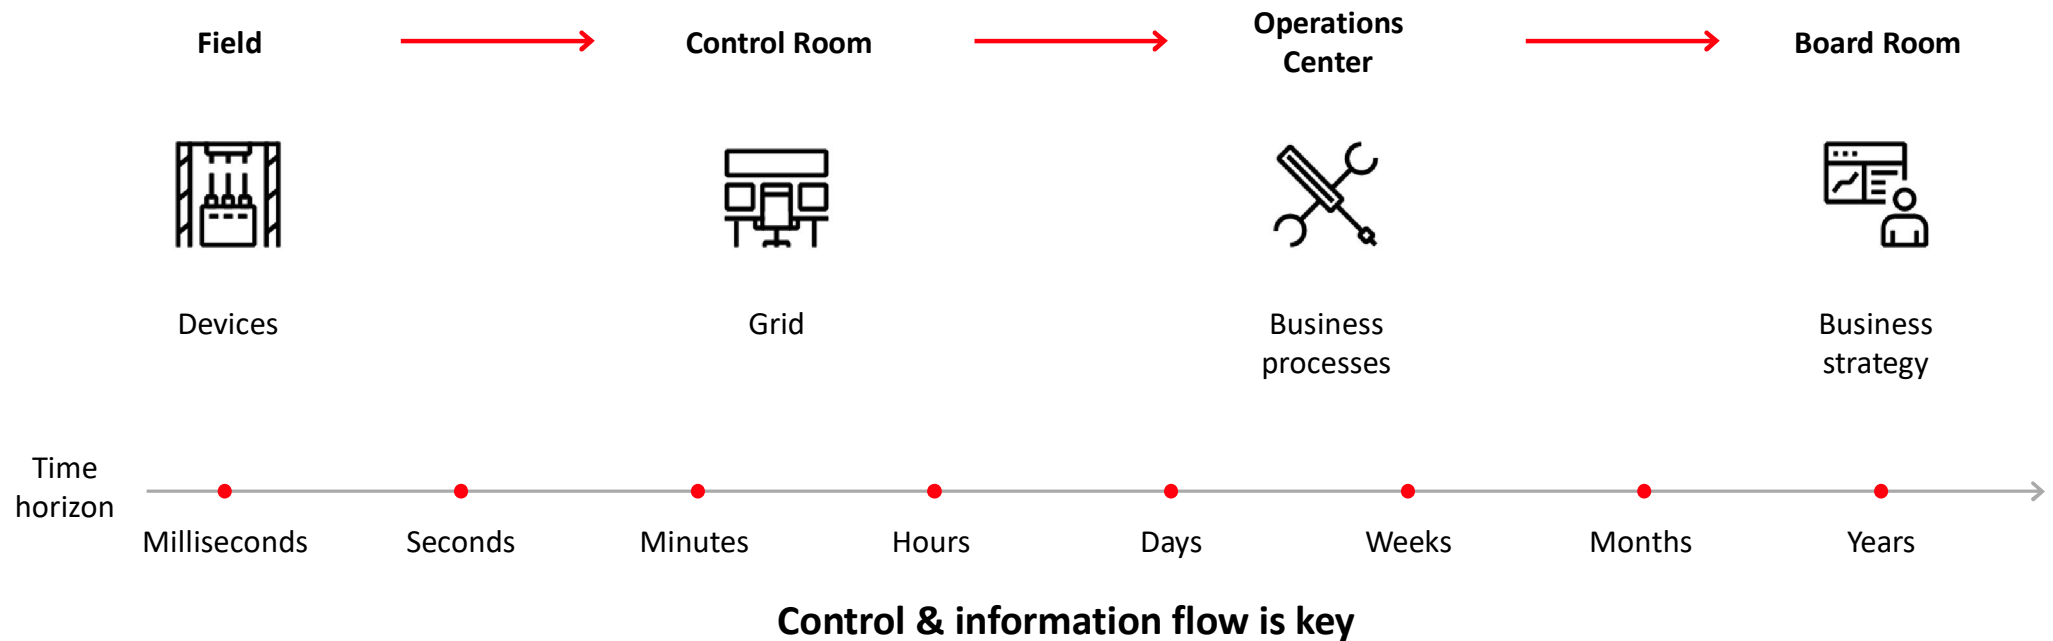 Field
Control Room
Operations
Center
Board Room
Devices
Grid
Business
processes
Business
strategy
Time
horizon
Milliseconds
Seconds
Minutes
Hours
Days
Weeks
Months
Years
Control & information flow is key